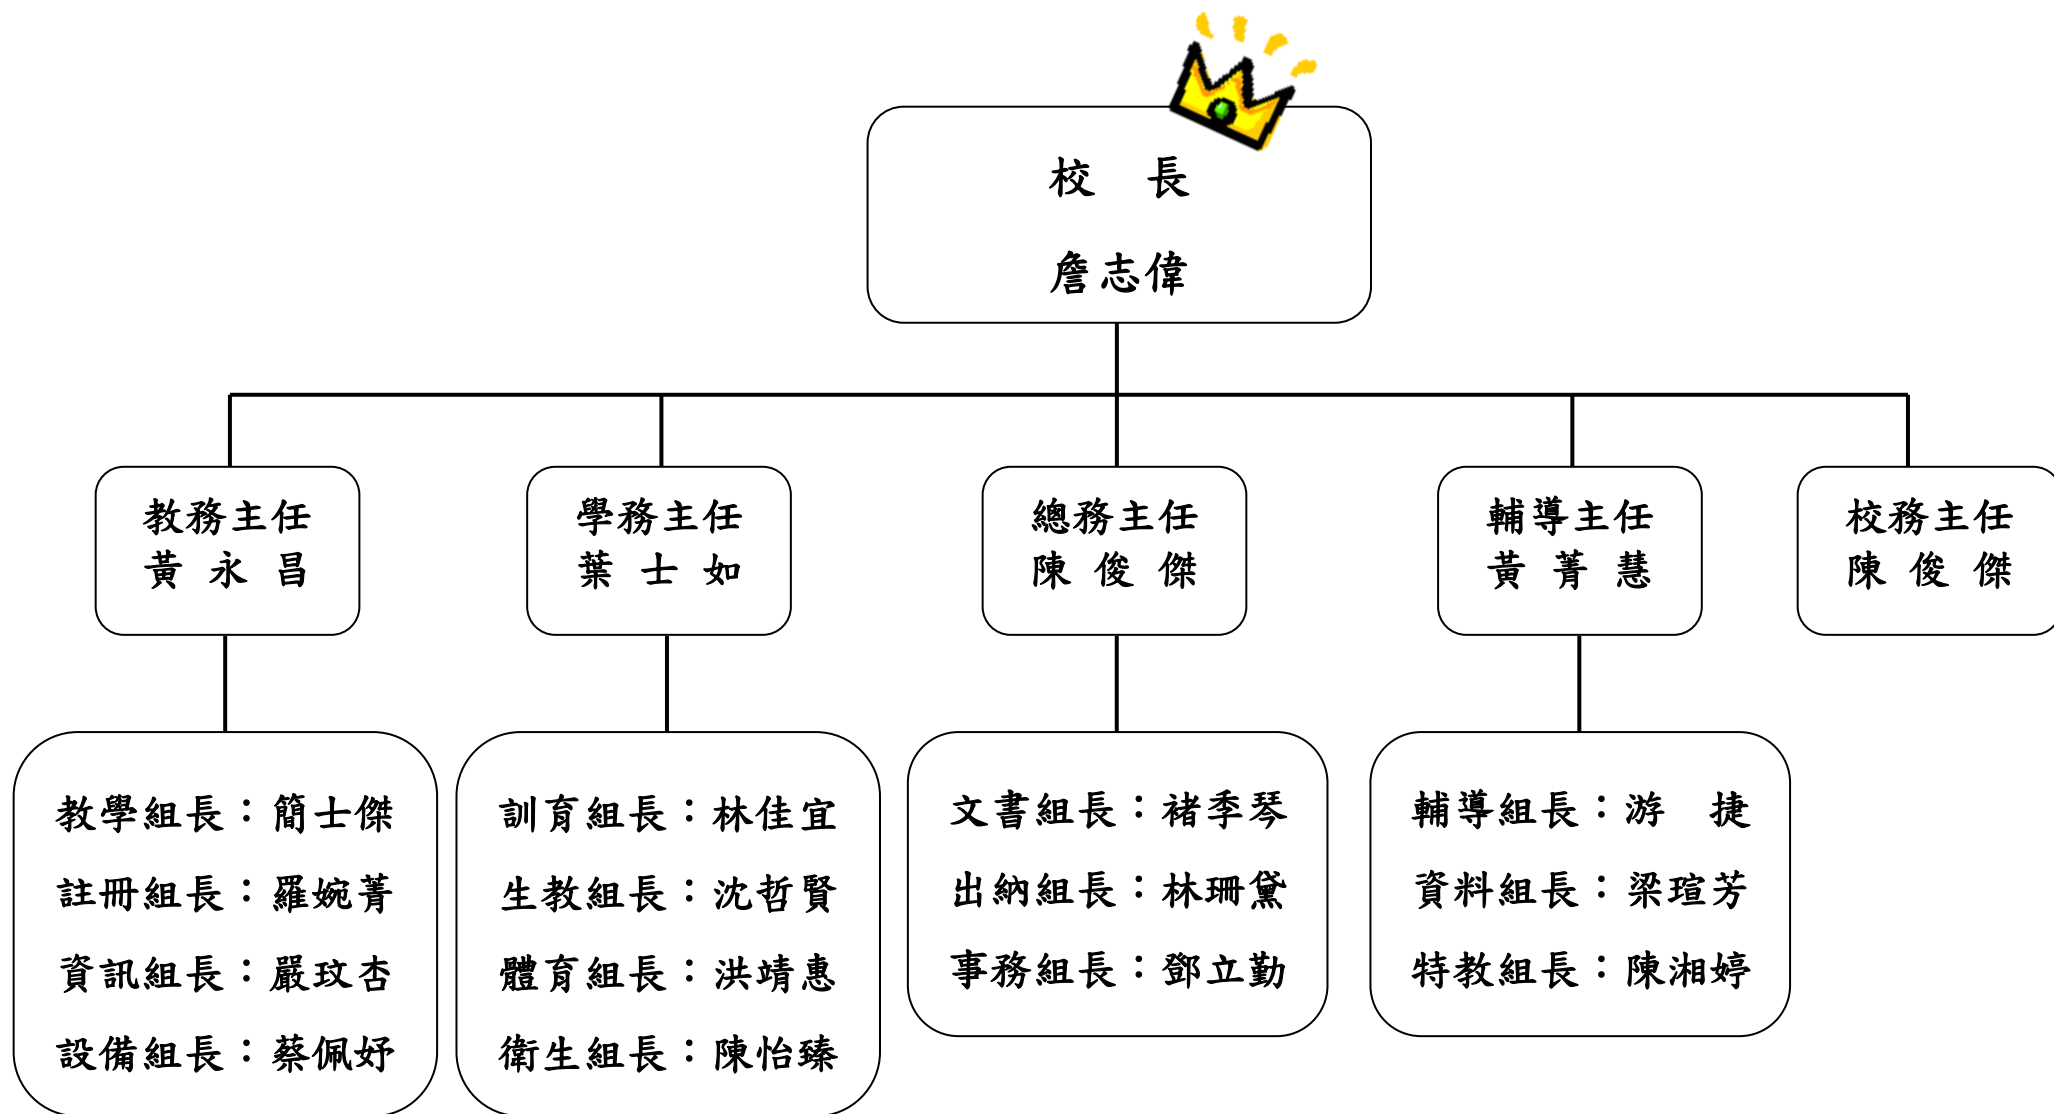 校　長
詹志偉
教務主任
黃 永 昌
學務主任
葉 士 如
總務主任
陳 俊 傑
輔導主任
黃 菁 慧
校務主任
陳 俊 傑
教學組長：簡士傑
註冊組長：羅婉菁
資訊組長：嚴玟杏
設備組長：蔡佩妤
訓育組長：林佳宜
生教組長：沈哲賢
體育組長：洪靖惠
衛生組長：陳怡臻
文書組長：褚季琴
出納組長：林珊黛
事務組長：鄧立勤
輔導組長：游　捷
資料組長：梁瑄芳
特教組長：陳湘婷